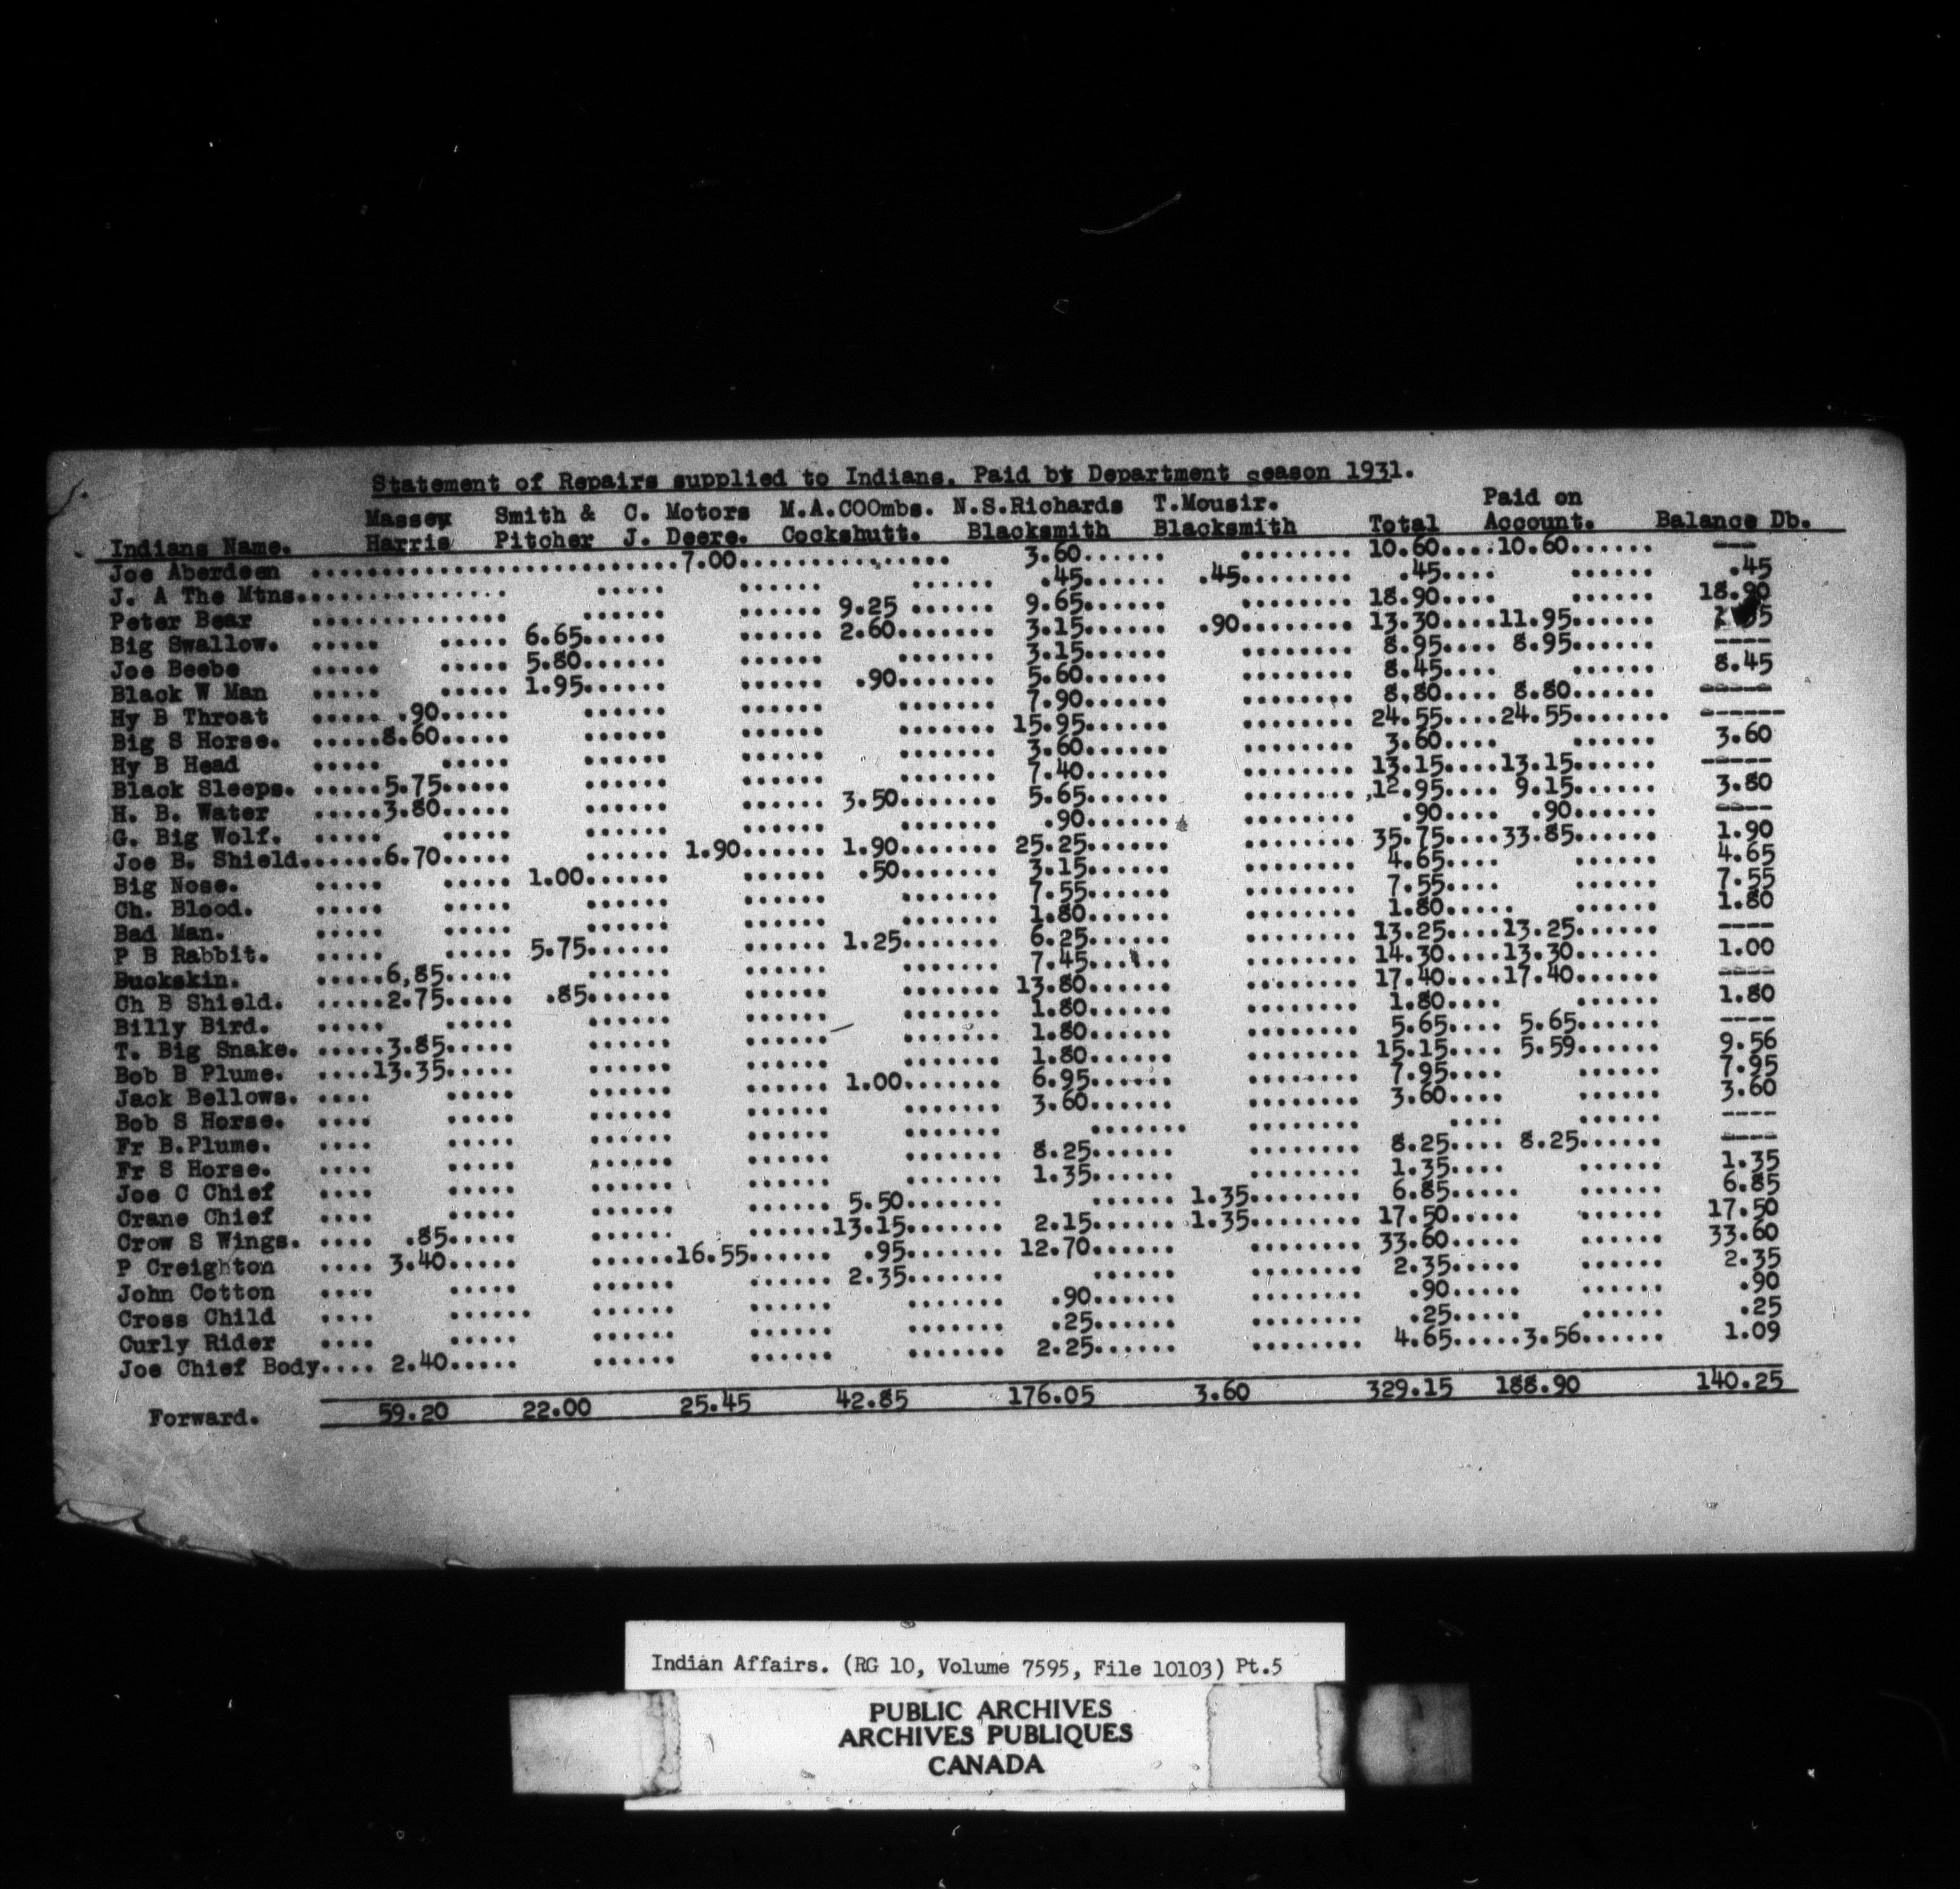 Statement of Repairs supplied to Indians. Paid by Department season 1931.
Massey Smith & C. Motors M.A.COOmbs. N.S.Richards T.Mousir. Paid on
Indians Name. Harris Pitcher J. Deere. Cockshutt. Blacksmith Blacksmith Total Account. Balance Db.
Joe Aberdeen ........ 7.00........ 3.60...... ........ 10.60....10.60...... ---
J. A The Mtns........ ..... ...... ...... .45...... .45........ .45.... ...... .45
Peter Bear ........ ...... ...... 9.25 ...... 9.65...... ........ 18.90.... ...... 18.90
Big Swallow. ..... ..... 6.65...... ...... 2.60....... 3.15...... .90........ 13.30....11.95......
Joe Beebe ..... ..... 5.80...... ...... ....... 3.15...... ........ 8.95.... 8.95...... ----
Black W Man ..... ..... 1.95...... ...... .90....... 5.60...... ........ 8.45.... ...... 8.45
Hy B Throat ..... .90..... ...... ...... ....... 7.90...... ........ 8.80.... 8.80...... -----
Big S Horse. .....8.60..... ...... ...... ....... 15.95...... ........ 24.55....24.55....... ------
Hy B Head ..... ..... ...... ...... ....... 3.60...... ........ 3.60.... ...... 3.60
Black Sleeps. .....5.75..... ...... ...... ....... 7.40...... ........ 13.15....13.15...... -----
H. B. Water .....3.80..... ...... ...... 3.50....... 5.65...... ........ 12.95.... 9.15...... 3.80
G. Big Wolf. ..... ..... ...... ...... ....... .90...... ........ .90.... .90...... ----
Joe B. Shield......6.70..... ...... 1.90...... 1.90....... 25.25...... ........ 35.75....33.85...... 1.90
Big Nose. ..... ..... 1.00...... ...... .50....... 3.15...... ........ 4.65.... ...... 4.65
Ch. Blood. ..... ..... ...... ...... ....... 7.55...... ........ 7.55.... ...... 7.55
Bad Man. ..... ..... ...... ...... ....... 1.80...... ........ 1.80..... ...... 1.80
P B Rabbit. ..... ..... 5.75...... ...... 1.25....... 6.25...... ........ 13.25....13.25...... ----
Buckskin. .....6,85..... ...... ...... ....... 7.45...... ........ 14.30....13.30...... 1.00
Ch B Shield. .....2.75..... .85...... ...... ....... 13.80...... ........ 17.40....17.40...... ----
Billy Bird. ..... ..... ...... ...... ....... 1.80...... ........ 1.80.... ...... 1.80
T. Big Snake. .....3.85..... ...... ...... ....... 1.80...... ........ 5.65.... 5.65...... ----
Bob B Plume. ....13.35..... ...... ...... ....... 1.80...... ........ 15.15.... 5.59...... 9.56
Jack Bellows. .... ..... ...... ...... 1.00....... 6.95...... ........ 7.95.... ...... 7.95
Bob S Horse. .... ..... ...... ...... ....... 3.60...... ........ 3.60.... ...... 3.60
Fr B.Plume. .... ..... ...... ...... ....... ....... ........ .... ...... ----
Fr S Horse. .... ..... ...... ...... ....... 8.25...... ........ 8.25.... 8.25...... ----
Joe C Chief .... ..... ...... ...... ....... 1.35...... ........ 1.35.... ...... 1.35
Crane Chief .... ..... ...... ...... 5.50....... ...... 1.35........ 6.85..... ...... 6.85
Crow S Wings. .... .85..... ...... ......13.15....... 2.15...... 1.35........ 17.50..... ...... 17.50
P Creighton .... 3.40..... ......16.55...... .95....... 12.70...... ........ 33.60..... ...... 33.60
John Cotton .... ..... ...... ...... 2.35....... ...... ........ 2.35..... ...... 2.35
Cross Child .... ...... ...... ...... ....... .90...... ........ .90..... ...... .90
Curly Rider .... ..... ...... ...... ....... .25...... ........ .25..... ...... .25
Joe Chief Body.... 2.40..... ...... ...... ....... 2.25...... ........ 4.65.....3.56...... 1.09
Forward. 59.20 22.00 25.45 42.85 176.05 3.60 329.15 188.90 140.25
Indian Affairs. (RG 10, Volume 7595, File 10103) Pt.5
PUBLIC ARCHIVES
ARCHIVES PUBLIQUES
CANADA